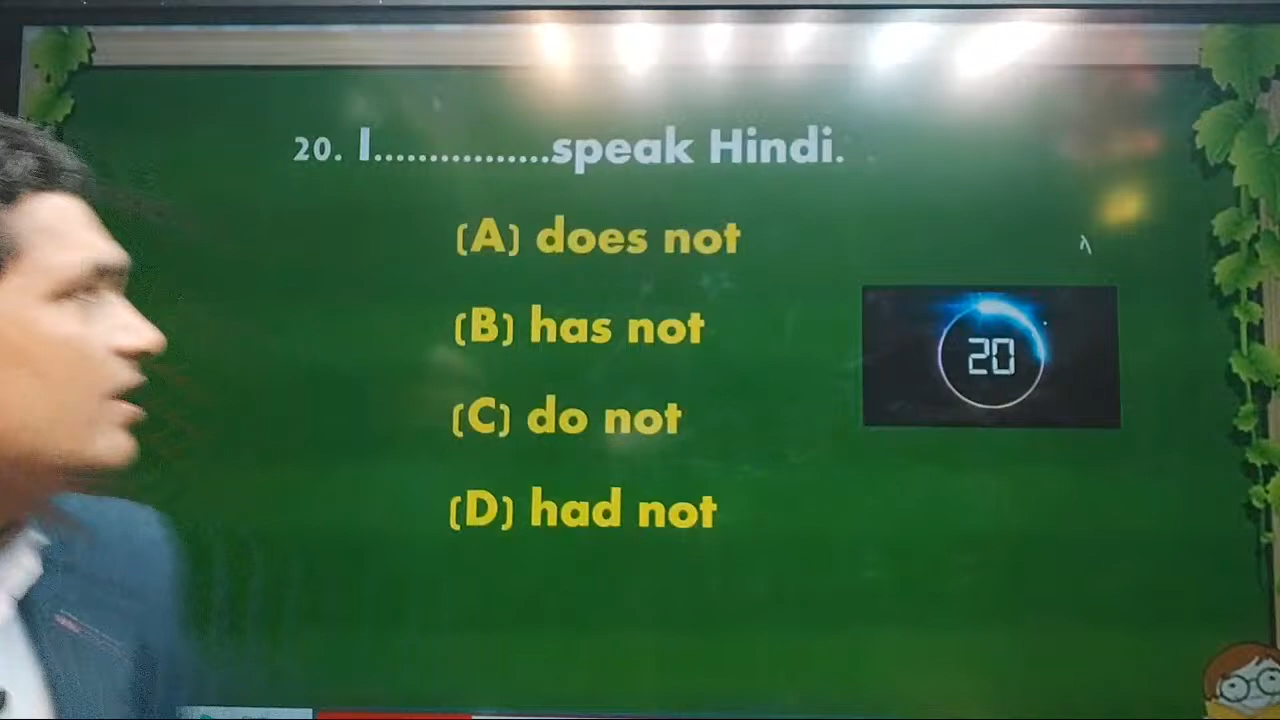 20. I................speak Hindi.
(A) does not
(B) has not
20
(C) do not
(D) had not